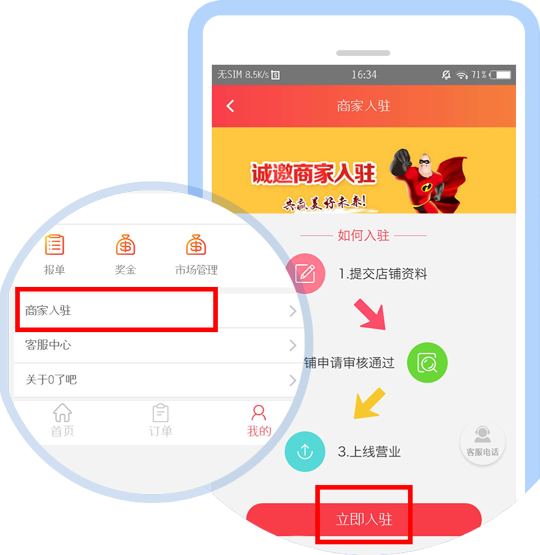 无SIM 8.5K/s
16:34
71%
商家入驻
诚邀商家入驻
共赢美好未来!
如何入驻
1.提交店铺资料
铺申请审核通过
3.上线营业
客服电话
立即入驻
报单
奖金
市场管理
商家入驻
客服中心
关于0了吧
首页
订单
我的